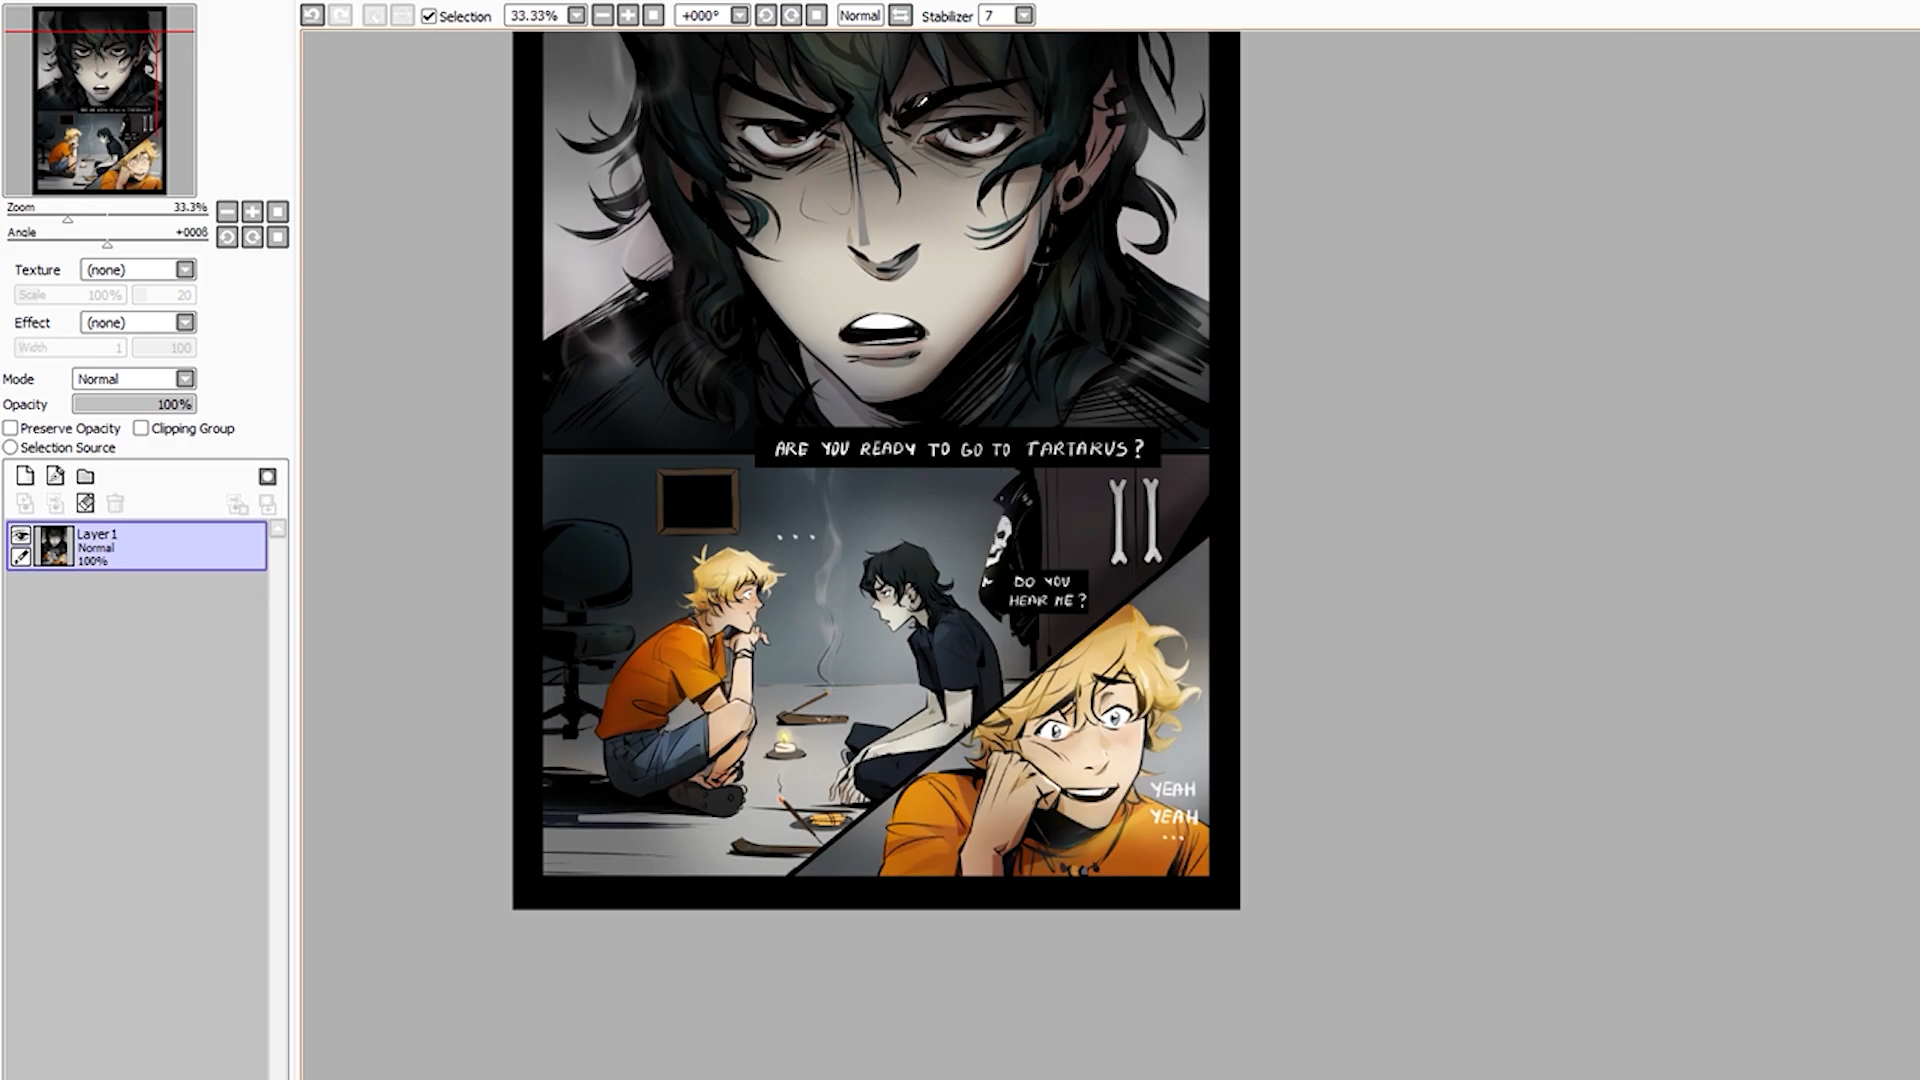 Selection 33.33% +000° Normal Stabilizer 7
Zoom 33.3%
Angle +000ß
Texture (none)
Scale 100% 20
Effect (none)
Width 1 100
Mode Normal
Opacity 100%
Preserve Opacity Clipping Group
Selection Source
Layer1
Normal
100%
ARE YOU READY TO GO TO TARTARUS?
...
DO YOU
HEAR ME?
YEAH
YEAH
...